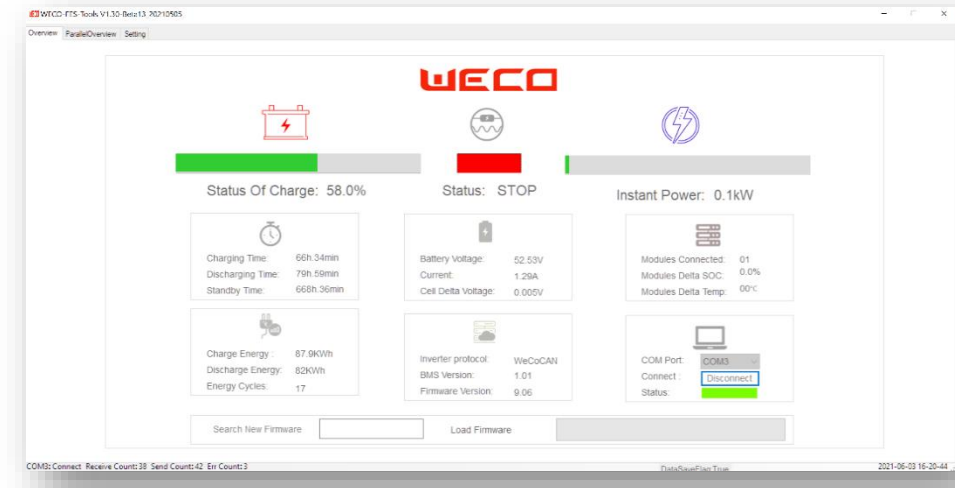 WECO-FTS-Tools V1.30-Beta13_20210505
Overview ParallelOverview Setting
WECO
Status Of Charge: 58.0%
Status: STOP
Instant Power: 0.1kW
Charging Time: 66h.34min
Discharging Time: 79h.59min
Standby Time: 668h.36min
Battery Voltage: 52.53V
Current: 1.29A
Cell Delta Voltage: 0.005V
Modules Connected: 01
Modules Delta SOC: 0.0%
Modules Delta Temp: 00°C
Charge Energy : 87.9KWh
Discharge Energy: 82KWh
Energy Cycles: 17
Inverter protocol: WeCoCAN
BMS Version: 1.01
Firmware Version: 9.06
COM Port: COM3
Connect : Disconnect
Status:
Search New Firmware
Load Firmware
COM3: Connect Receive Count: 38 Send Count: 42 Err Count: 3
DataSaveFlag:True
2021-06-03 16-20-44